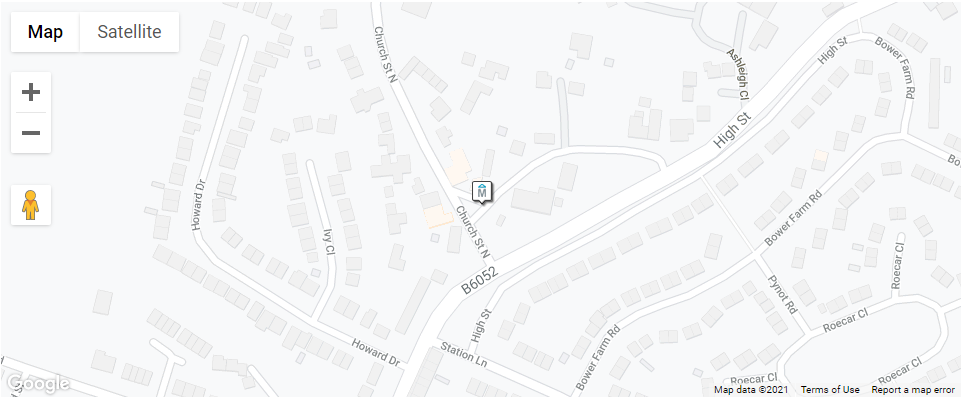 Map Satellite
Church St N
High St
Bower Farm Rd
Ashleigh Cl
High St
Howard Dr
M
Ivy Cl
Church St N
Bower Farm Rd
B6052
Roecar Cl
Pynot Rd
High St
Roecar Cl
Station Ln
Howard Dr
Bower Farm Rd
Roecar Cl
Roecar Cl
Google
Map data ©2021 Terms of Use Report a map error